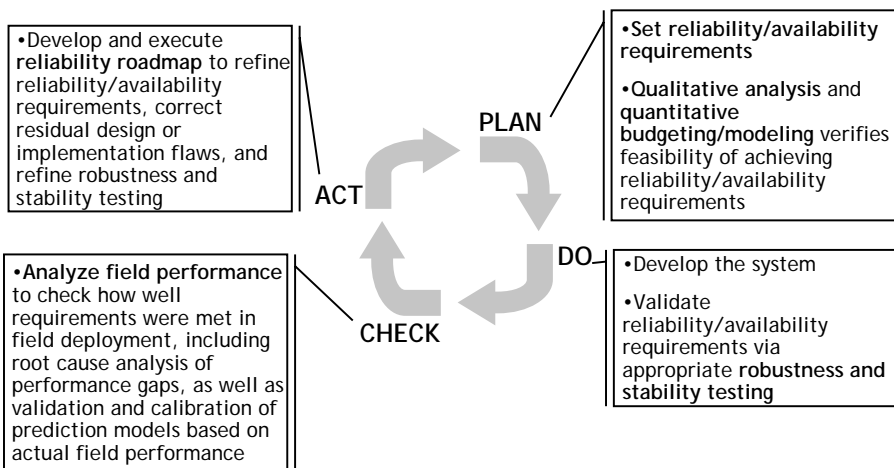 •Develop and execute
reliability roadmap to refine
reliability/availability
requirements, correct
residual design or
implementation flaws, and
refine robustness and
stability testing
ACT
PLAN
•Set reliability/availability
requirements
•Qualitative analysis and
quantitative
budgeting/modeling verifies
feasibility of achieving
reliability/availability
requirements
DO
•Develop the system
•Validate
reliability/availability
requirements via
appropriate robustness and
stability testing
CHECK
•Analyze field performance
to check how well
requirements were met in
field deployment, including
root cause analysis of
performance gaps, as well as
validation and calibration of
prediction models based on
actual field performance